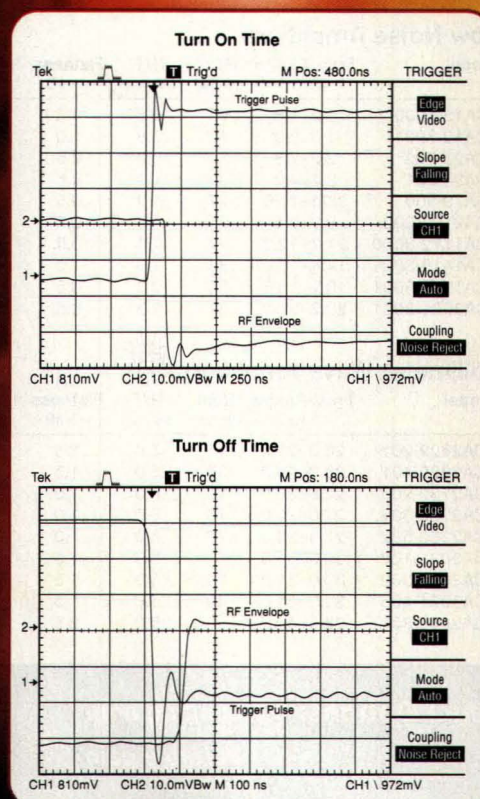 Turn On Time
Tek T Trig'd M Pos: 480.0ns TRIGGER
Trigger Pulse
Edge
Video
Slope
Falling
2
Source
CH1
1
Mode
Auto
RF Envelope
Coupling
Noise Reject
CH1 810mV CH2 10.0mVBw M 250 ns CH1 \ 972mV
Turn Off Time
Tek T Trig'd M Pos: 180.0ns TRIGGER
Edge
Video
Slope
Falling
RF Envelope
2
Source
CH1
1
Mode
Auto
Trigger Pulse
Coupling
Noise Reject
CH1 810mV CH2 10.0mVBw M 100 ns CH1 \ 972mV